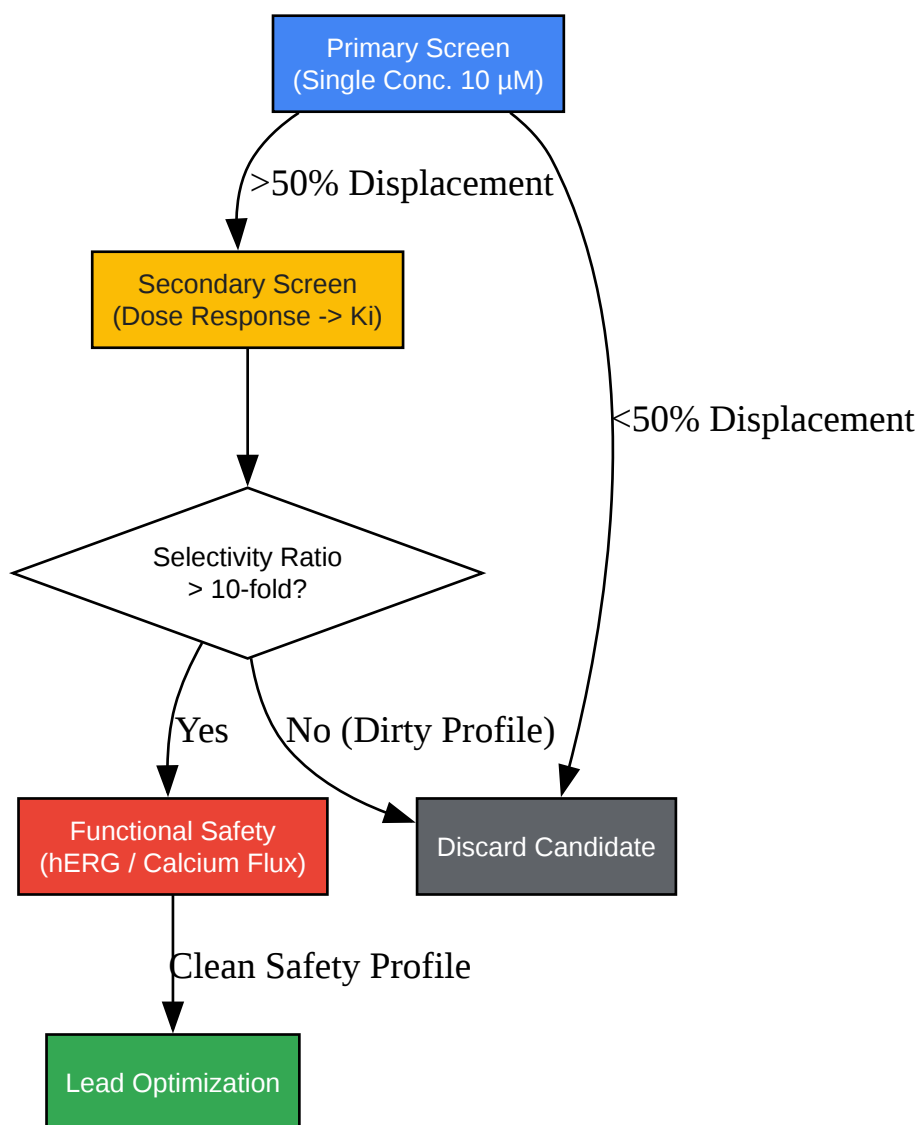 Primary Screen
(Single Conc. 10 µM)
>50% Displacement
Secondary Screen
(Dose Response -> Ki)
<50% Displacement
Selectivity Ratio
> 10-fold?
Yes
No (Dirty Profile)
Functional Safety
(hERG / Calcium Flux)
Discard Candidate
Clean Safety Profile
Lead Optimization